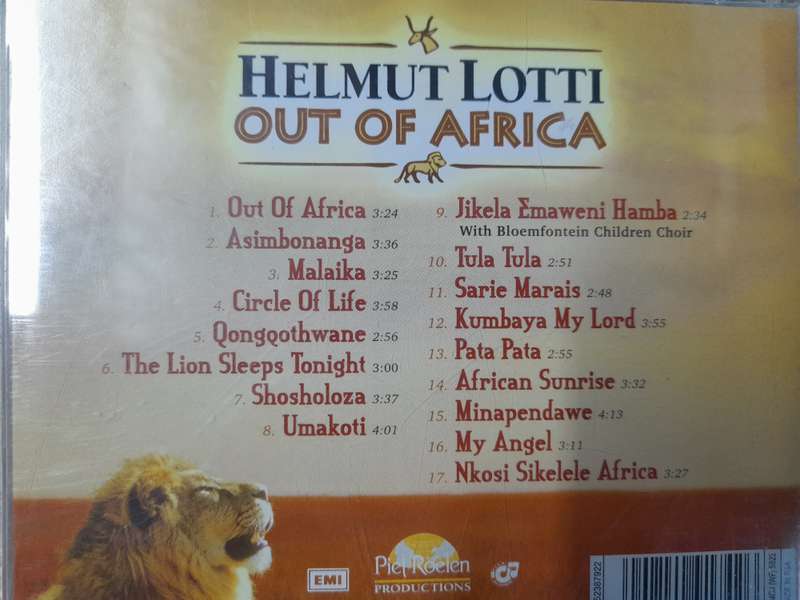 HELMUT LOTTI
OUT OF AFRICA
1. Out Of Africa 3:24
2. Asimbonanga 3:36
3. Malaika 3:25
4. Circle Of Life 3:58
5. Qongqothwane 2:56
6. The Lion Sleeps Tonight 3:00
7. Shosholoza 3:37
8. Umakoti 4:01
9. Jikela Emaweni Hamba 2:34
With Bloemfontein Children Choir
10. Tula Tula 2:51
11. Sarie Marais 2:48
12. Kumbaya My Lord 3:55
13. Pata Pata 2:55
14. African Sunrise 3:32
15. Minapendawe 4:13
16. My Angel 3:11
17. Nkosi Sikelele Africa 3:27
EMI
Piet Roelen
PRODUCTIONS